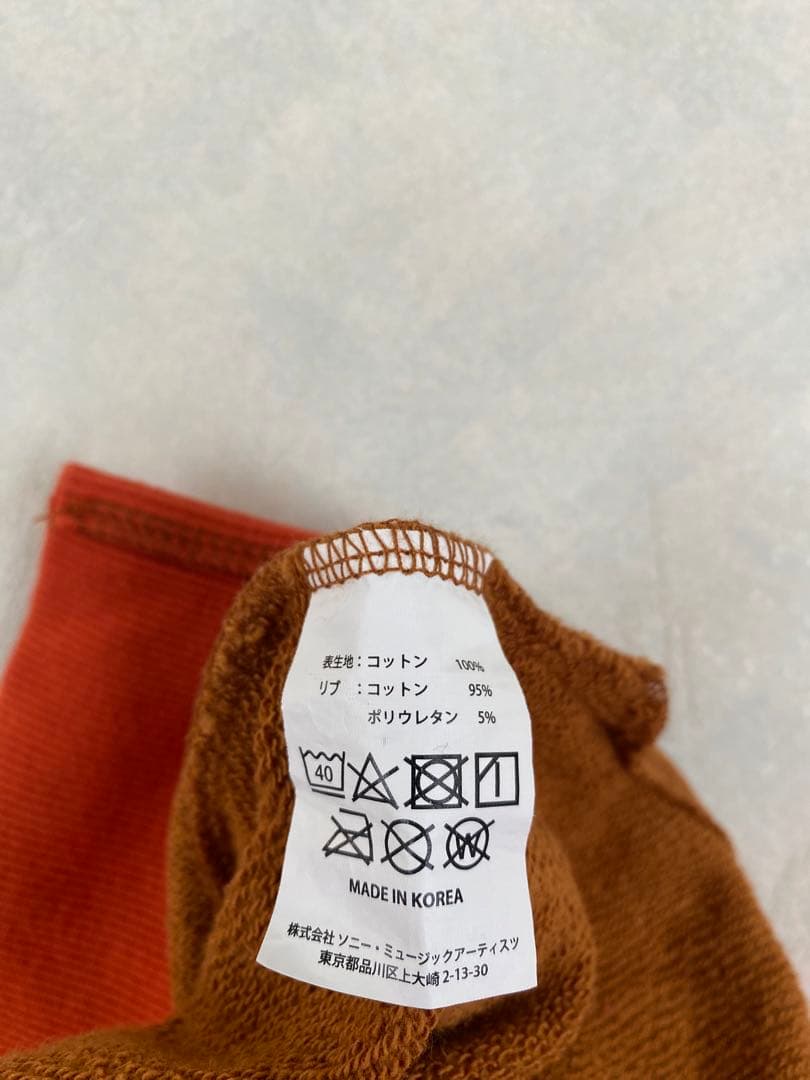 表生地:コットン 100%
リブ :コットン 95%
ポリウレタン 5%
40
W
MADE IN KOREA
株式会社 ソニー・ミュージックアーティスツ
東京都品川区上大崎 2-13-30